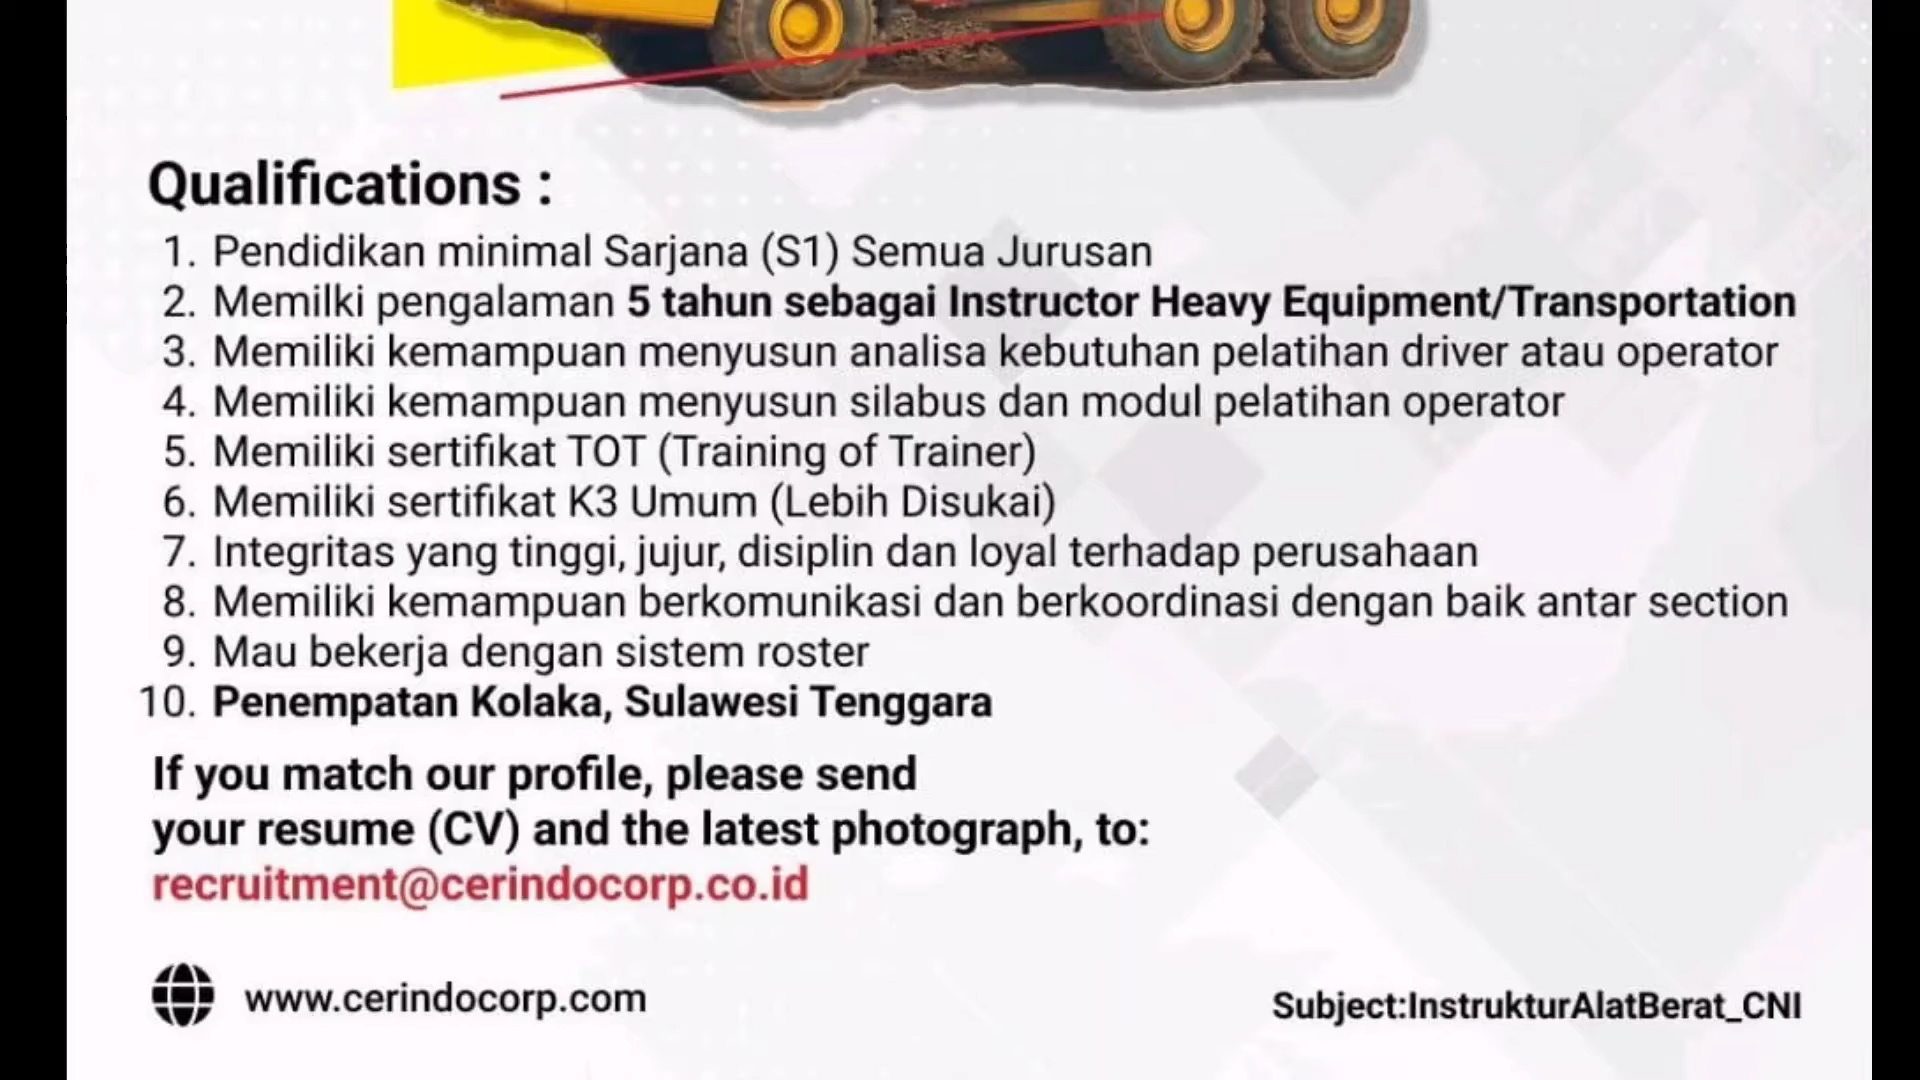 Qualifications :
1. Pendidikan minimal Sarjana (S1) Semua Jurusan
2. Memilki pengalaman 5 tahun sebagai Instructor Heavy Equipment/Transportation
3. Memiliki kemampuan menyusun analisa kebutuhan pelatihan driver atau operator
4. Memiliki kemampuan menyusun silabus dan modul pelatihan operator
5. Memiliki sertifikat TOT (Training of Trainer)
6. Memiliki sertifikat K3 Umum (Lebih Disukai)
7. Integritas yang tinggi, jujur, disiplin dan loyal terhadap perusahaan
8. Memiliki kemampuan berkomunikasi dan berkoordinasi dengan baik antar section
9. Mau bekerja dengan sistem roster
10. Penempatan Kolaka, Sulawesi Tenggara
If you match our profile, please send
your resume (CV) and the latest photograph, to:
recruitment@cerindocorp.co.id
www.cerindocorp.com
Subject:InstrukturAlatBerat_CNI